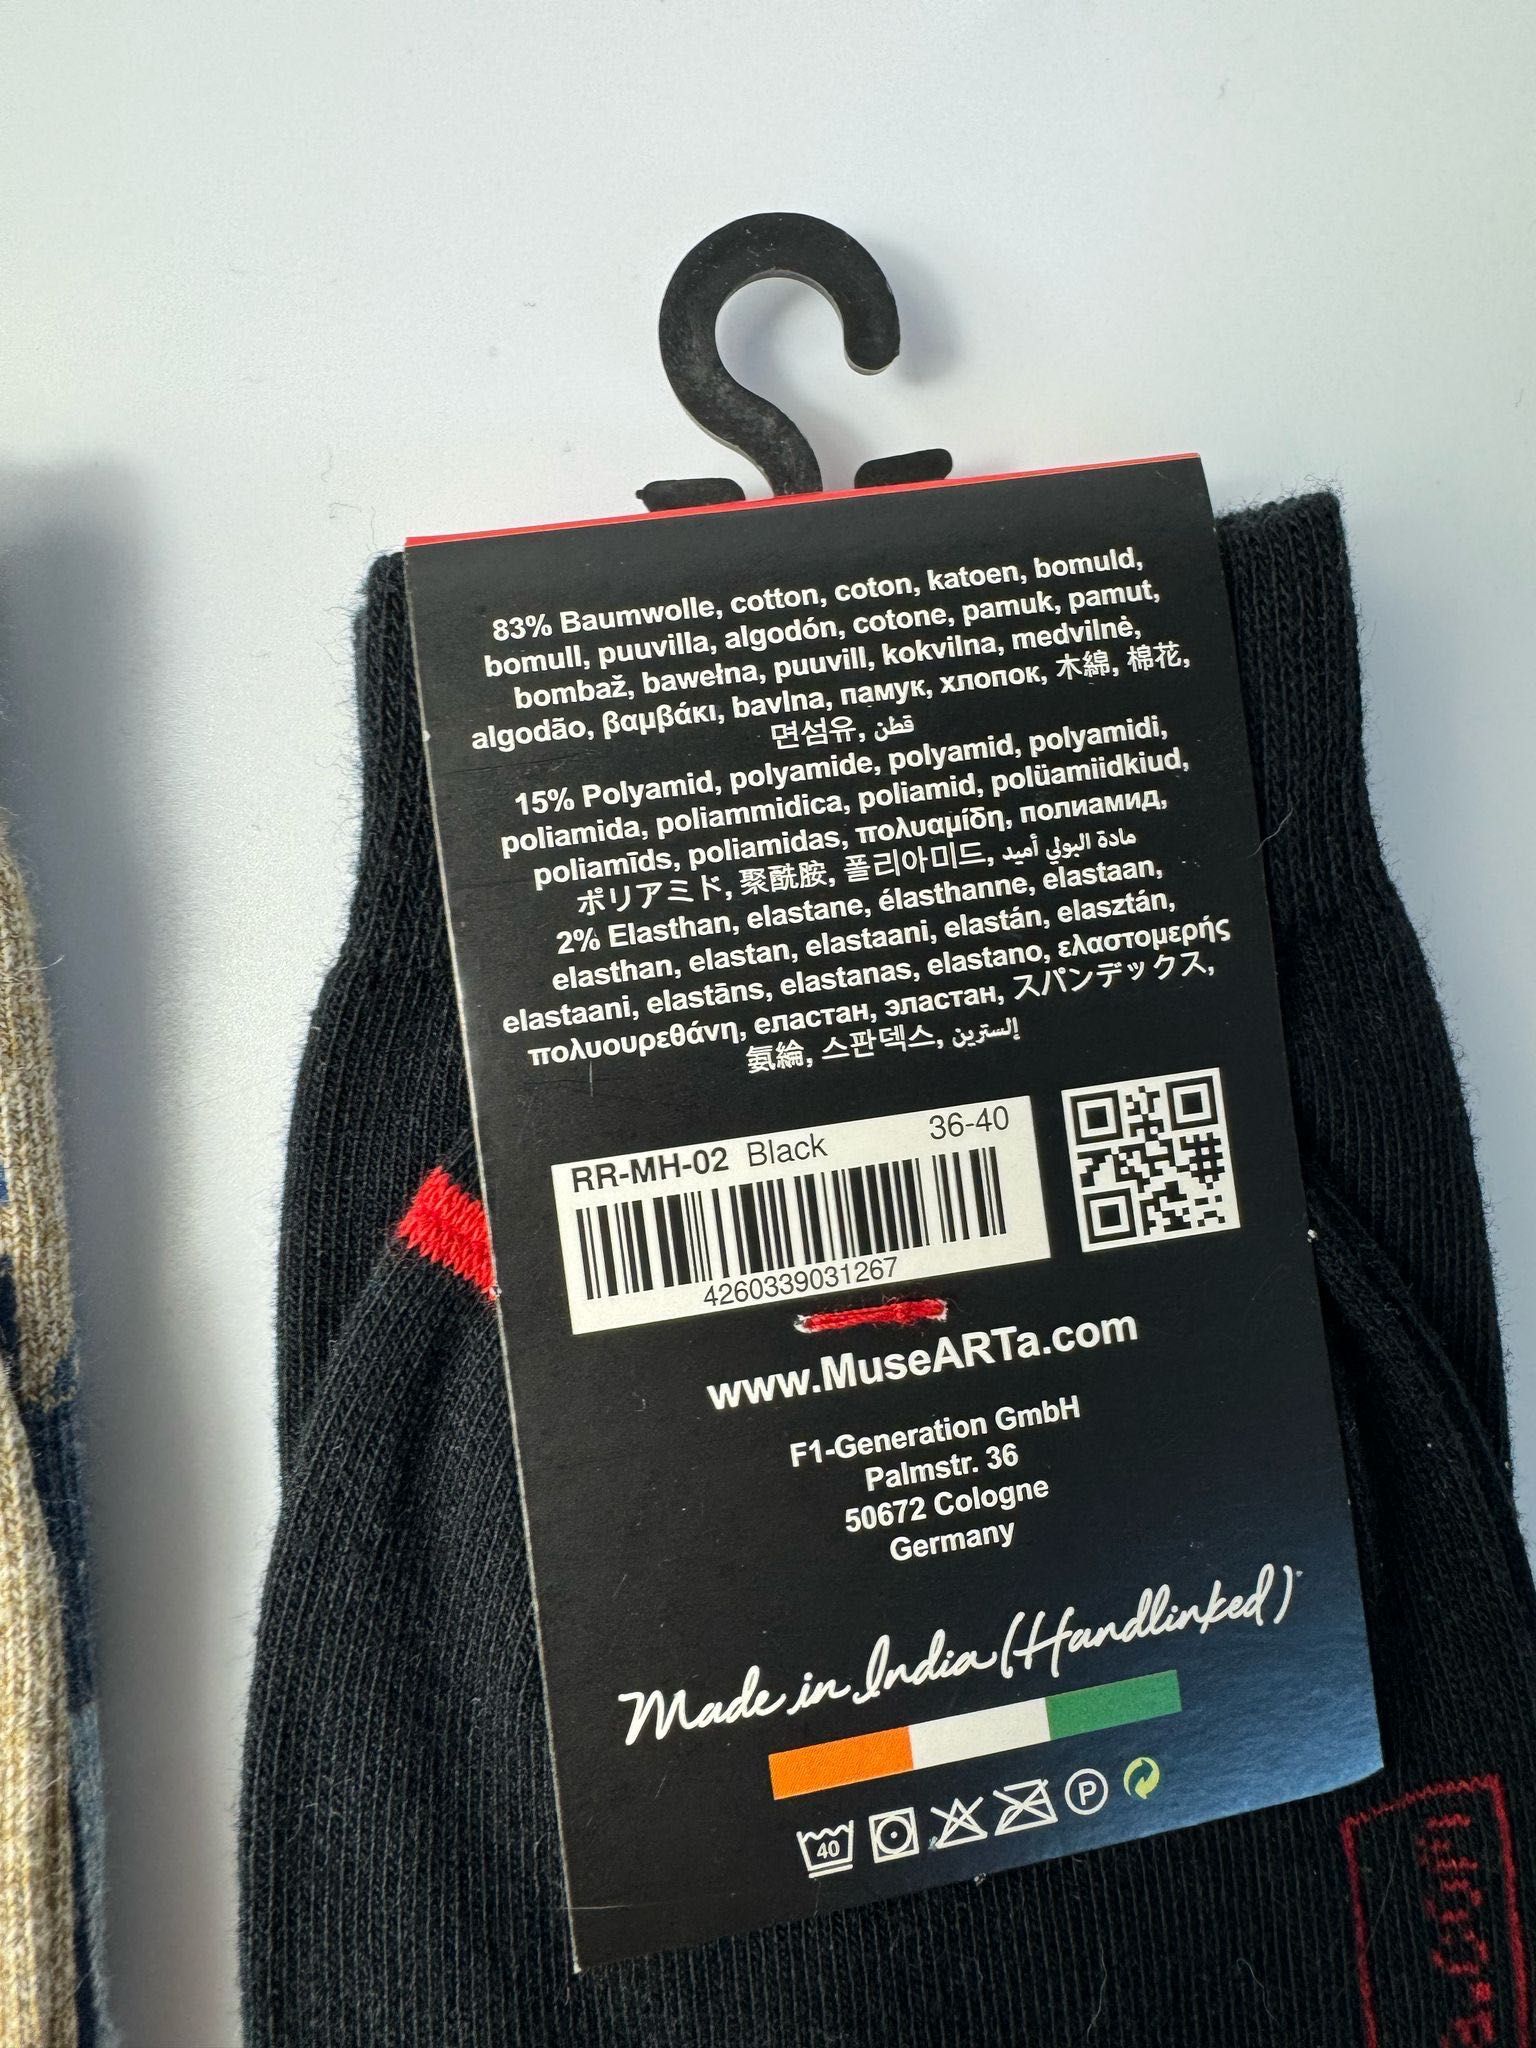 83% Baumwolle, cotton, coton, katoen, bomuld,
bomull, puuvilla, algodón, cotone, pamuk, pamut,
bombaž, bawełna, puuvill, kokvilna, medvilnė,
algodão, βαμβάκι, bavlna, памук, хлопок, 木綿, 棉花,
면섬유, قطن
15% Polyamid, polyamide, polyamid, polyamidi,
poliamida, poliammidica, poliamid, polüamiidkiud,
poliamīds, poliamidas, πολυαμίδη, полиамид,
ポリアミド, 聚酰胺, 폴리아미드, مادة البولي أميد
2% Elasthan, elastane, élasthanne, elastaan,
elasthan, elastan, elastaani, elastán, elasztán,
elastaani, elastāns, elastanas, elastano, ελαστομερής
πολυουρεθάνη, еластан, эластан, スパンデックス,
氨綸, 스판덱스, إلسترين
RR-MH-02 Black 36-40
4260339031267
www.MuseARTa.com
F1-Generation GmbH
Palmstr. 36
50672 Cologne
Germany
Made in India (Handlinked)
40
P